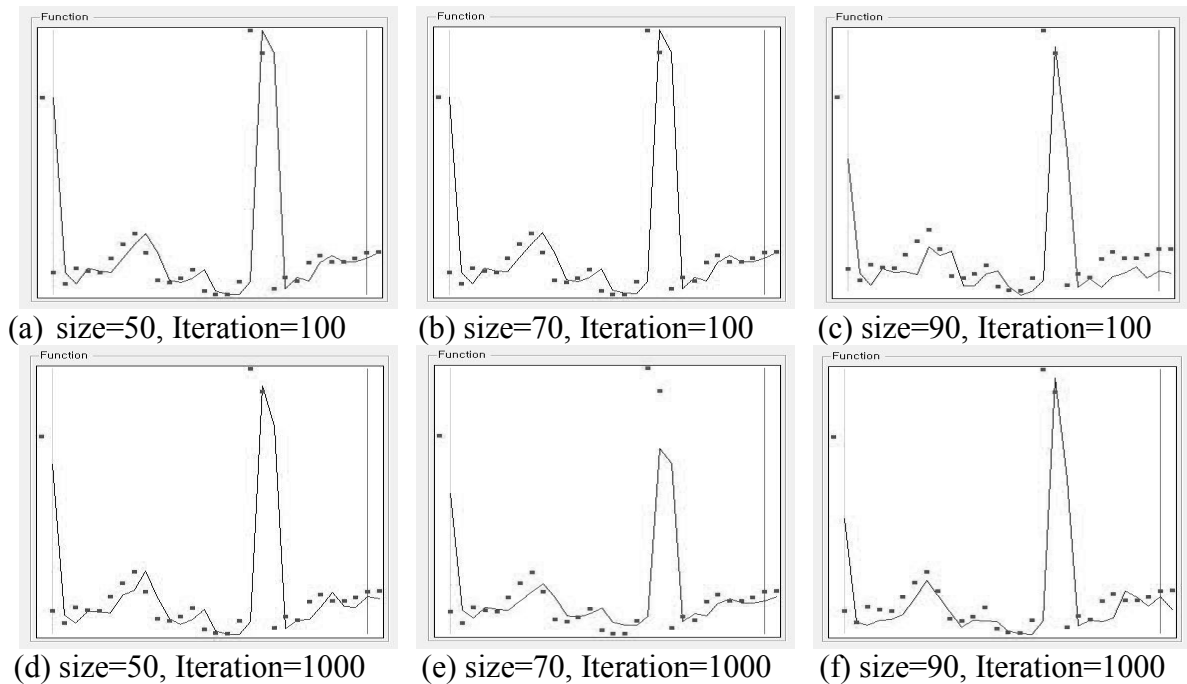 Function
Function
Function
(a) size=50, Iteration=100
(b) size=70, Iteration=100
(c) size=90, Iteration=100
Function
Function
Function
(d) size=50, Iteration=1000
(e) size=70, Iteration=1000
(f) size=90, Iteration=1000